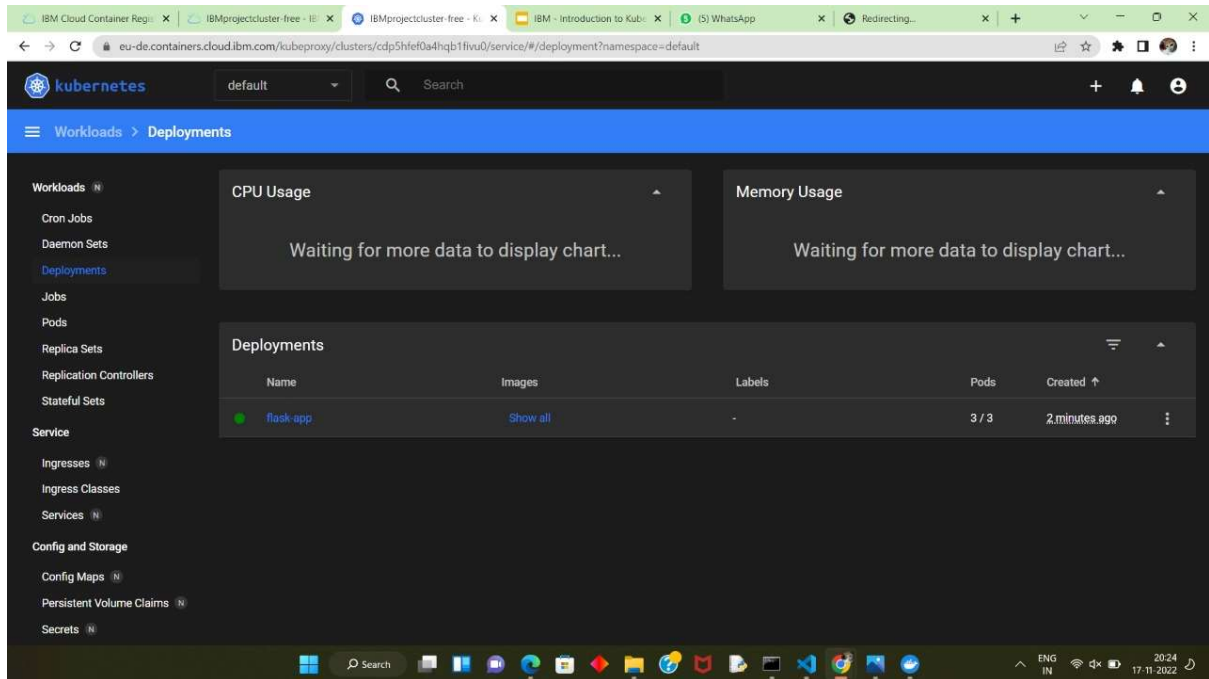 IBM Cloud Container Regis
IBMprojectcluster-free - IB
IBMprojectcluster-free - Ku
IBM - Introduction to Kube
(5) WhatsApp
Redirecting...
eu-de.containers.cloud.ibm.com/kubeproxy/clusters/cdp5hfef0a4hqb1fivu0/service/#/deployment?namespace=default
kubernetes
default
Search
Workloads > Deployments
Workloads N
Cron Jobs
Daemon Sets
Deployments
Jobs
Pods
Replica Sets
Replication Controllers
Stateful Sets
Service
Ingresses N
Ingress Classes
Services N
Config and Storage
Config Maps N
Persistent Volume Claims N
Secrets N
CPU Usage
Waiting for more data to display chart...
Memory Usage
Waiting for more data to display chart...
Deployments
Name Images Labels Pods Created ↑
flask-app Show all - 3 / 3 2 minutes ago
Search
ENG
IN
20:24
17-11-2022